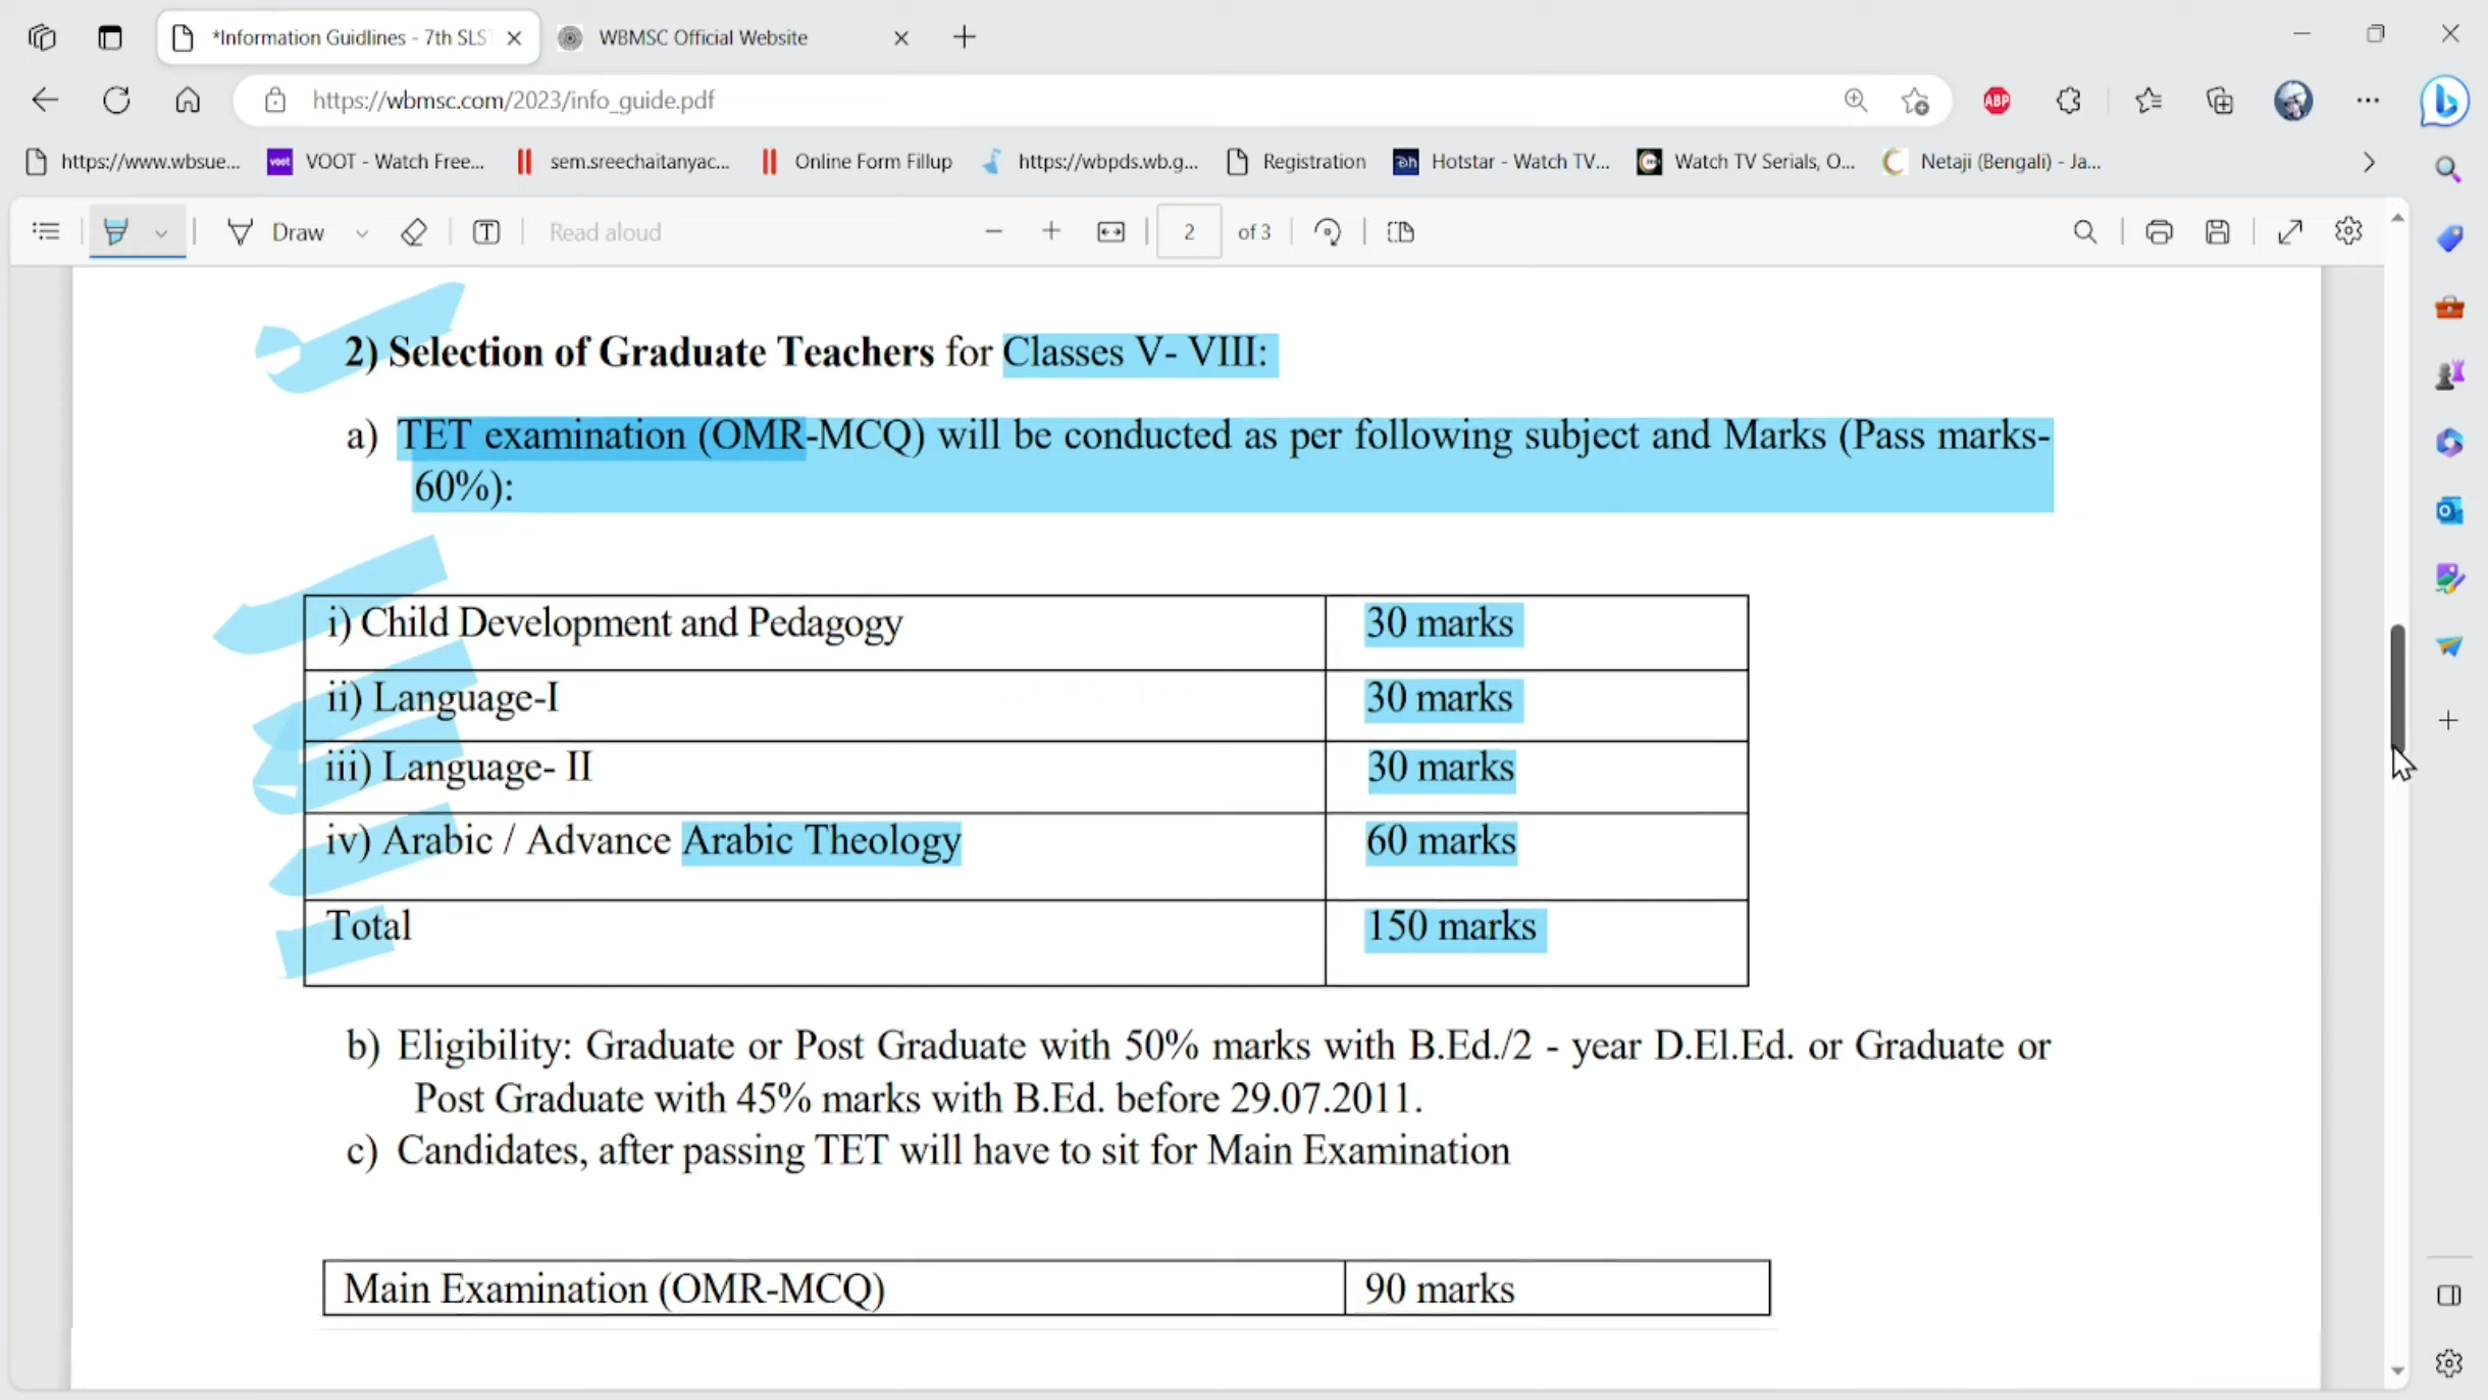 *Information Guidlines - 7th SLS
WBMSC Official Website
https://wbmsc.com/2023/info_guide.pdf
ABP
https://www.wbsue...
voot
VOOT - Watch Free...
sem.sreechaitanyac...
Online Form Fillup
https://wbpds.wb.g...
Registration
Hotstar - Watch TV...
Watch TV Serials, O...
Netaji (Bengali) - Ja...
Draw
Read aloud
2
of 3
2) Selection of Graduate Teachers for Classes V- VIII:
a) TET examination (OMR-MCQ) will be conducted as per following subject and Marks (Pass marks-
60%):
i) Child Development and Pedagogy 30 marks
ii) Language-I 30 marks
iii) Language- II 30 marks
iv) Arabic / Advance Arabic Theology 60 marks
Total 150 marks
b) Eligibility: Graduate or Post Graduate with 50% marks with B.Ed./2 - year D.El.Ed. or Graduate or
Post Graduate with 45% marks with B.Ed. before 29.07.2011.
c) Candidates, after passing TET will have to sit for Main Examination
Main Examination (OMR-MCQ) 90 marks